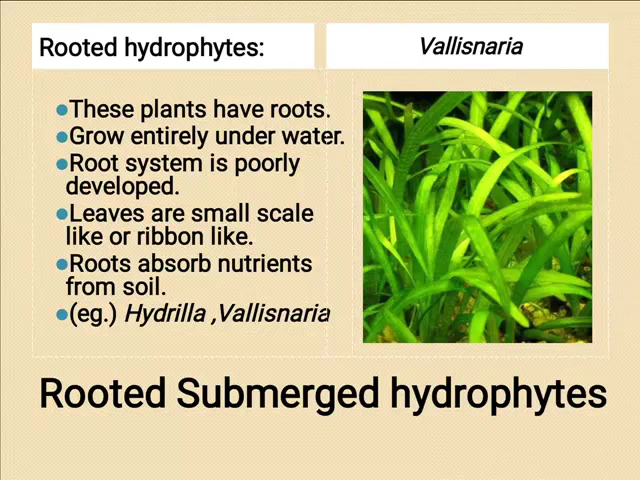 Rooted hydrophytes:
Vallisnaria
●These plants have roots.
●Grow entirely under water.
●Root system is poorly
developed.
●Leaves are small scale
like or ribbon like.
●Roots absorb nutrients
from soil.
●(eg.) Hydrilla ,Vallisnaria
Rooted Submerged hydrophytes